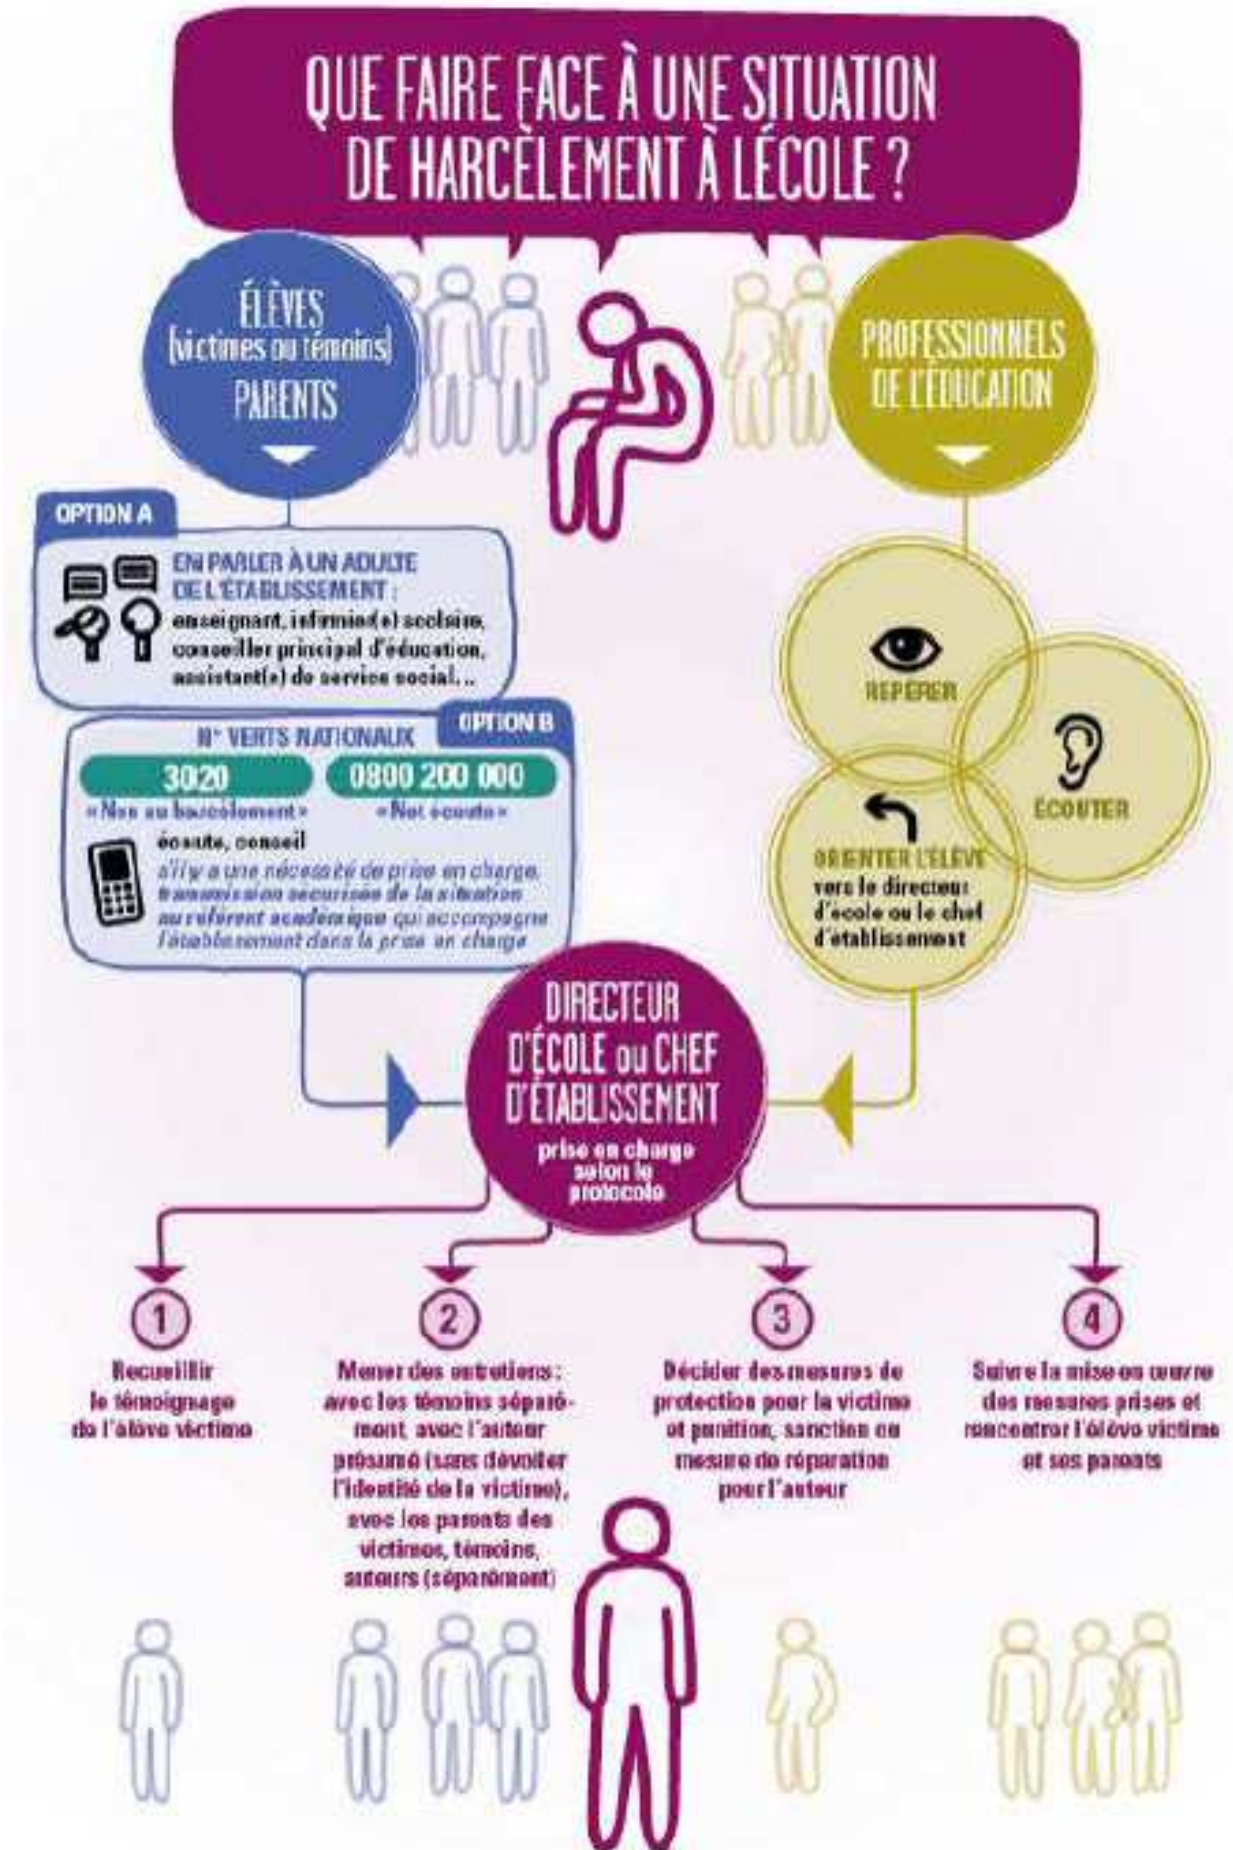 QUE FAIRE FACE À UNE SITUATION
DE HARCÈLEMENT À LÉCOLE ?
ÉLÈVES
(victimes ou témoins)
PARENTS
PROFESSIONNELS
DE L'ÉDUCATION
OPTION A
EN PARLER À UN ADULTE
DE L'ÉTABLISSEMENT :
enseignant, infirmier(e) scolaire,
conseiller principal d'éducation,
assistant(e) de service social...
OPTION B
N° VERTS NATIONAUX
3020
0800 200 000
« Non au harcèlement »
« Net écoute »
écoute, conseil
s'il y a une nécessité de prise en charge,
transmission sécurisée de la situation
au référent académique qui accompagne
l'établissement dans la prise en charge
REPÉRER
ÉCOUTER
ORIENTER L'ÉLÈVE
vers le directeur
d'école ou le chef
d'établissement
DIRECTEUR
D'ÉCOLE ou CHEF
D'ÉTABLISSEMENT
prise en charge
selon le
protocole
1
Recueillir
le témoignage
de l'élève victime
2
Mener des entretiens :
avec les témoins séparé-
ment, avec l'auteur
présumé (sans dévoiler
l'identité de la victime),
avec les parents des
victimes, témoins,
auteurs (séparément)
3
Décider des mesures de
protection pour la victime
et punition, sanction ou
mesure de réparation
pour l'auteur
4
Suivre la mise en œuvre
des mesures prises et
rencontrer l'élève victime
et ses parents